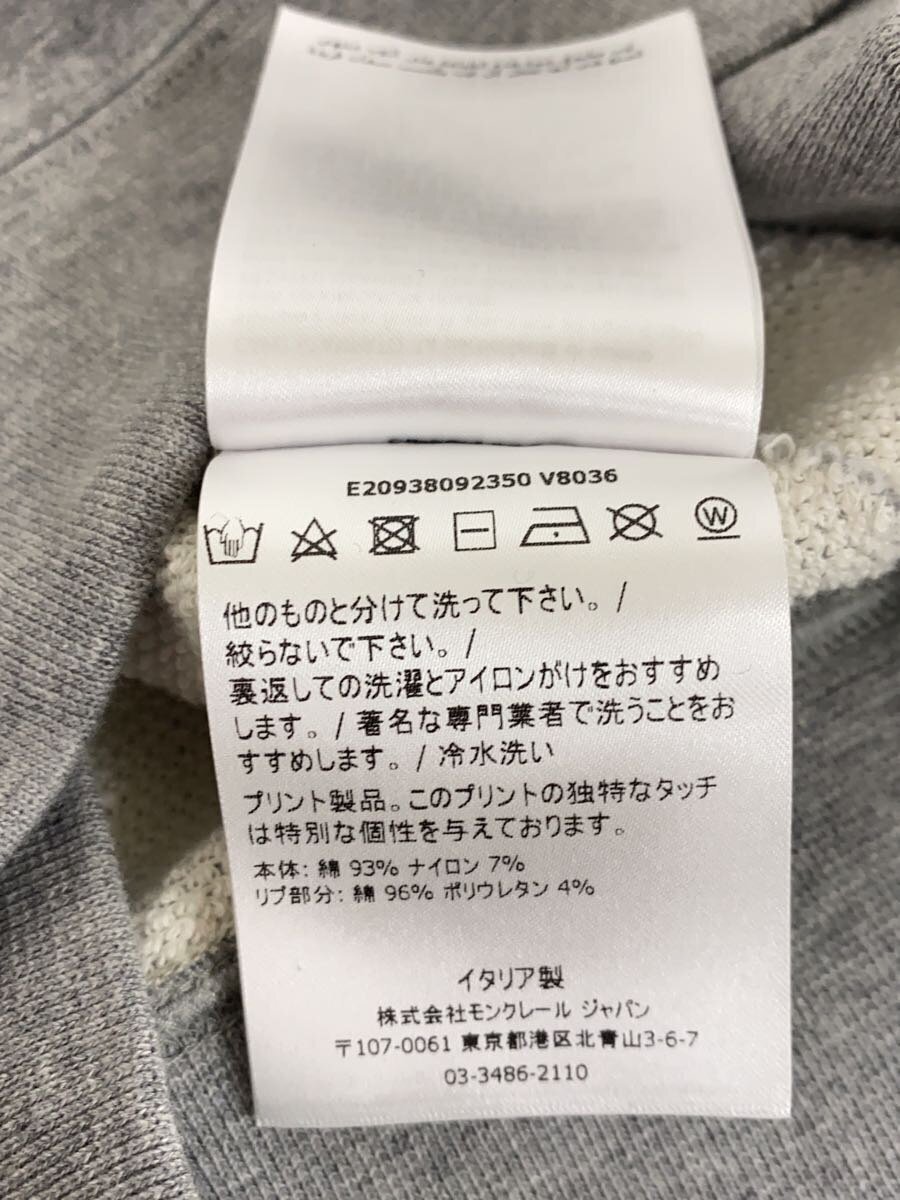 E20938092350 V8036
W
他のものと分けて洗って下さい。/
絞らないで下さい。/
裏返しての洗濯とアイロンがけをおすすめ
します。/ 著名な専門業者で洗うことをお
すすめします。/ 冷水洗い
プリント製品。このプリントの独特なタッチ
は特別な個性を与えております。
本体: 綿 93% ナイロン 7%
リブ部分: 綿 96% ポリウレタン 4%
イタリア製
株式会社モンクレール ジャパン
〒107-0061 東京都港区北青山3-6-7
03-3486-2110